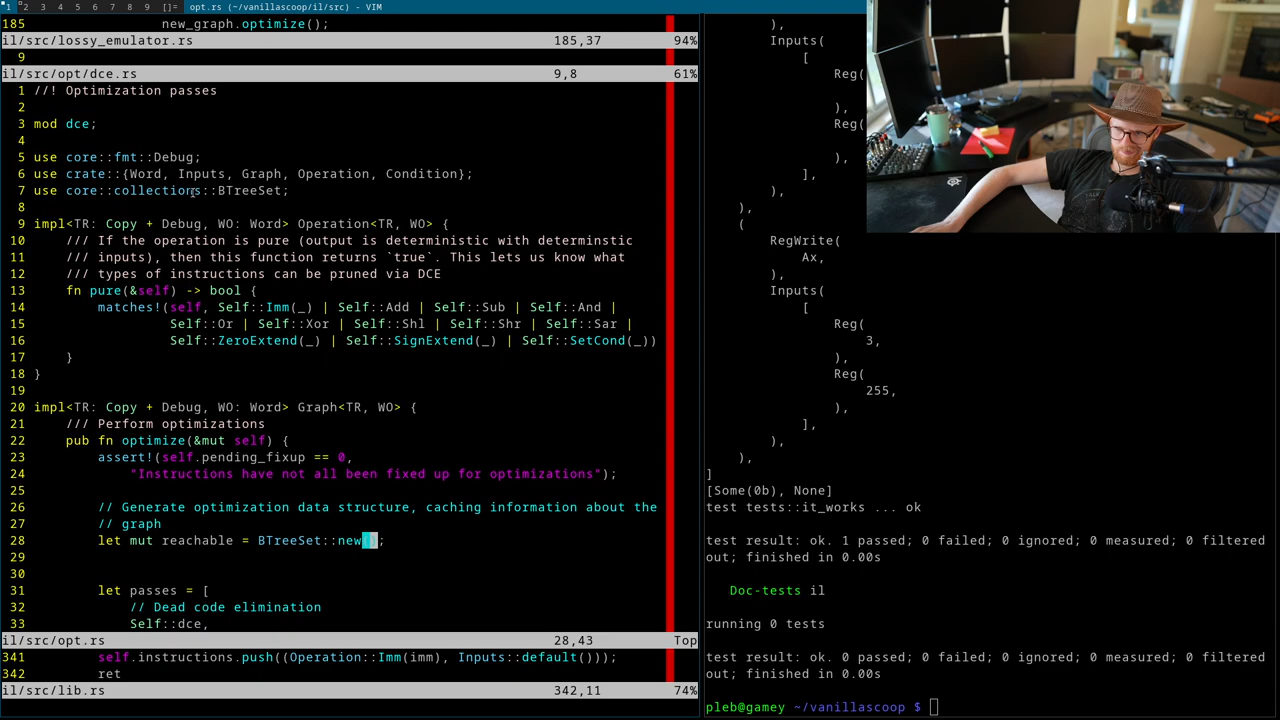 1 2 3 4 5 6 7 8 9 []= opt.rs (~/vanillascoop/il/src) - VIM
185                 new_graph.optimize();
il/src/lossy_emulator.rs 185,37 94%
9
il/src/opt/dce.rs 9,8 61%
1 //! Optimization passes
2
3 mod dce;
4
5 use core::fmt::Debug;
6 use crate::{Word, Inputs, Graph, Operation, Condition};
7 use core::collections::BTreeSet;
8
9 impl<TR: Copy + Debug, WO: Word> Operation<TR, WO> {
10     /// If the operation is pure (output is deterministic with determinstic
11     /// inputs), then this function returns `true`. This lets us know what
12     /// types of instructions can be pruned via DCE
13     fn pure(&self) -> bool {
14         matches!(self, Self::Imm(_) | Self::Add | Self::Sub | Self::And |
15                  Self::Or | Self::Xor | Self::Shl | Self::Shr | Self::Sar |
16                  Self::ZeroExtend(_) | Self::SignExtend(_) | Self::SetCond(_))
17     }
18 }
19
20 impl<TR: Copy + Debug, WO: Word> Graph<TR, WO> {
21     /// Perform optimizations
22     pub fn optimize(&mut self) {
23         assert!(self.pending_fixup == 0,
24             "Instructions have not all been fixed up for optimizations");
25
26         // Generate optimization data structure, caching information about the
27         // graph
28         let mut reachable = BTreeSet::new();
29
30
31         let passes = [
32             // Dead code elimination
33             Self::dce,
il/src/opt.rs 28,43 Top
341         self.instructions.push((Operation::Imm(imm), Inputs::default()));
342         ret
il/src/lib.rs 342,11 74%
),
Inputs(
[
Reg(
),
Reg(
),
],
),
),
(
RegWrite(
Ax,
),
Inputs(
[
Reg(
3,
),
Reg(
255,
),
],
),
),
]
[Some(0b), None]
test tests::it_works ... ok
test result: ok. 1 passed; 0 failed; 0 ignored; 0 measured; 0 filtered
out; finished in 0.00s
Doc-tests il
running 0 tests
test result: ok. 0 passed; 0 failed; 0 ignored; 0 measured; 0 filtered
out; finished in 0.00s
pleb@gamey ~/vanillascoop $